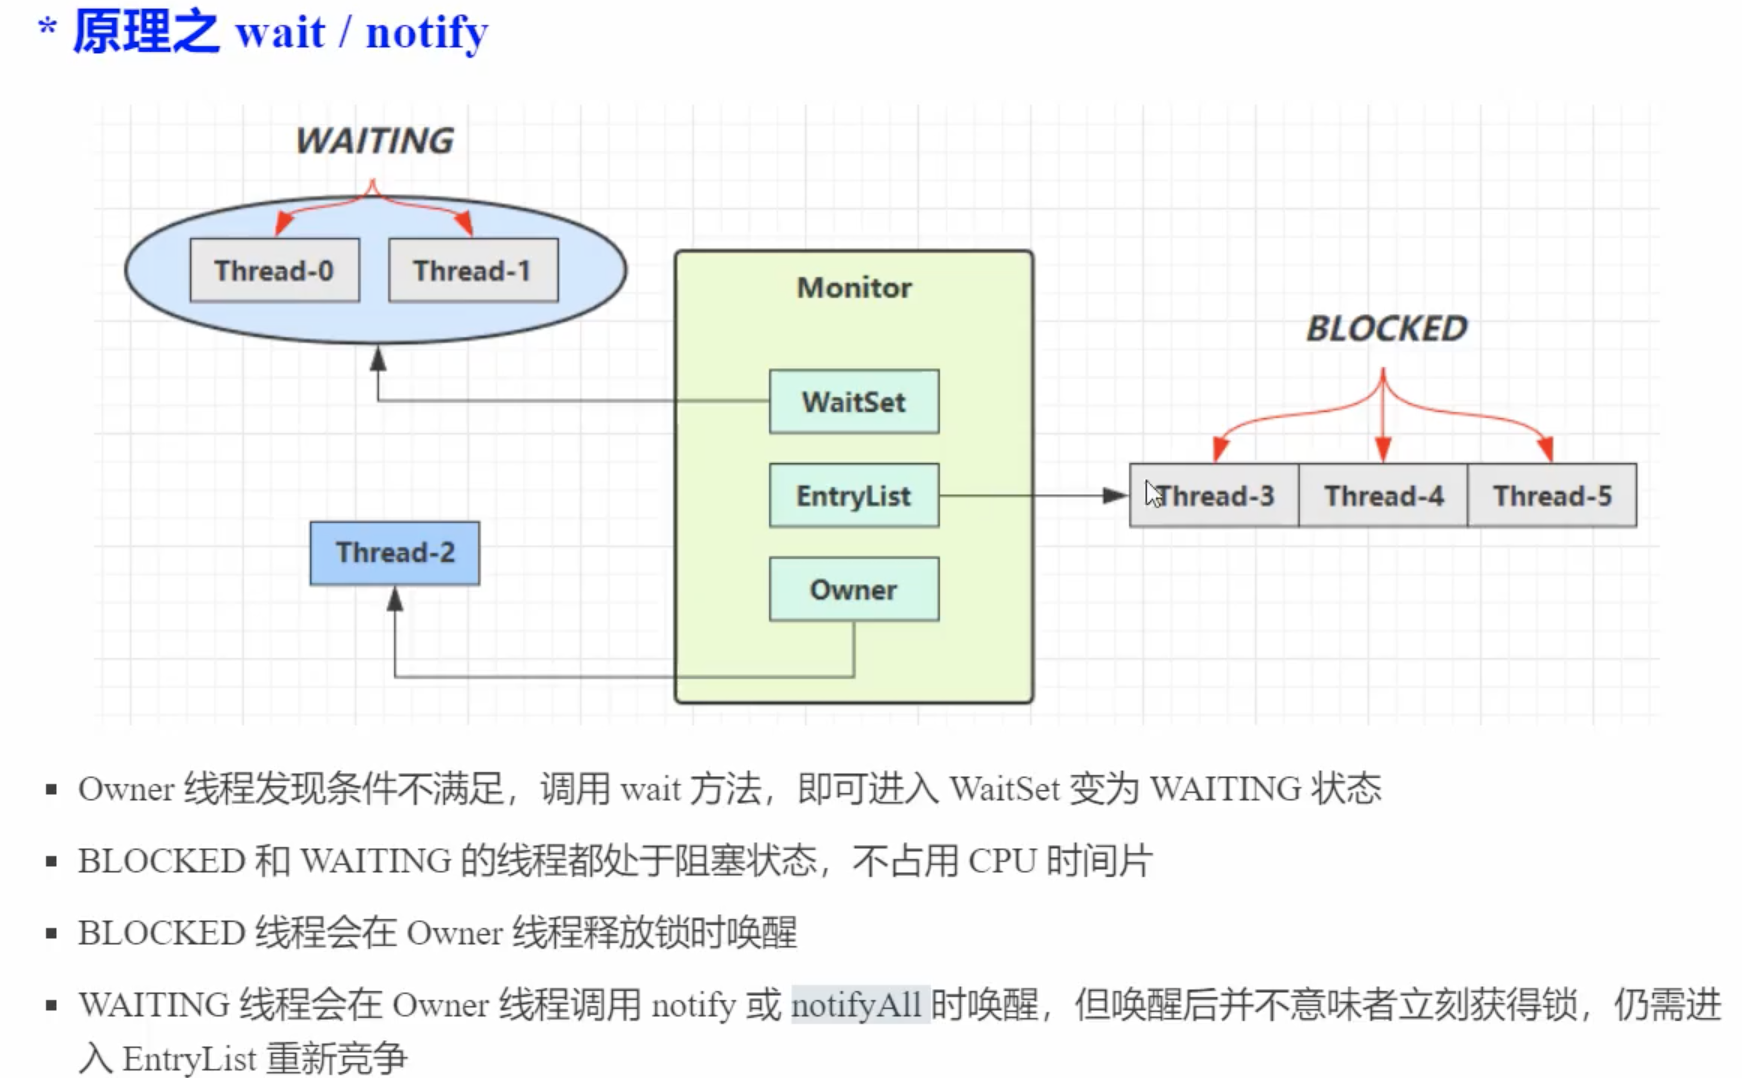 * 原理之 wait / notify
WAITING
Thread-0
Thread-1
Monitor
BLOCKED
WaitSet
EntryList
Thread-3
Thread-4
Thread-5
Thread-2
Owner
▪ Owner 线程发现条件不满足，调用 wait 方法，即可进入 WaitSet 变为 WAITING 状态
▪ BLOCKED 和 WAITING 的线程都处于阻塞状态，不占用 CPU 时间片
▪ BLOCKED 线程会在 Owner 线程释放锁时唤醒
▪ WAITING 线程会在 Owner 线程调用 notify 或 notifyAll 时唤醒，但唤醒后并不意味者立刻获得锁，仍需进
入 EntryList 重新竞争